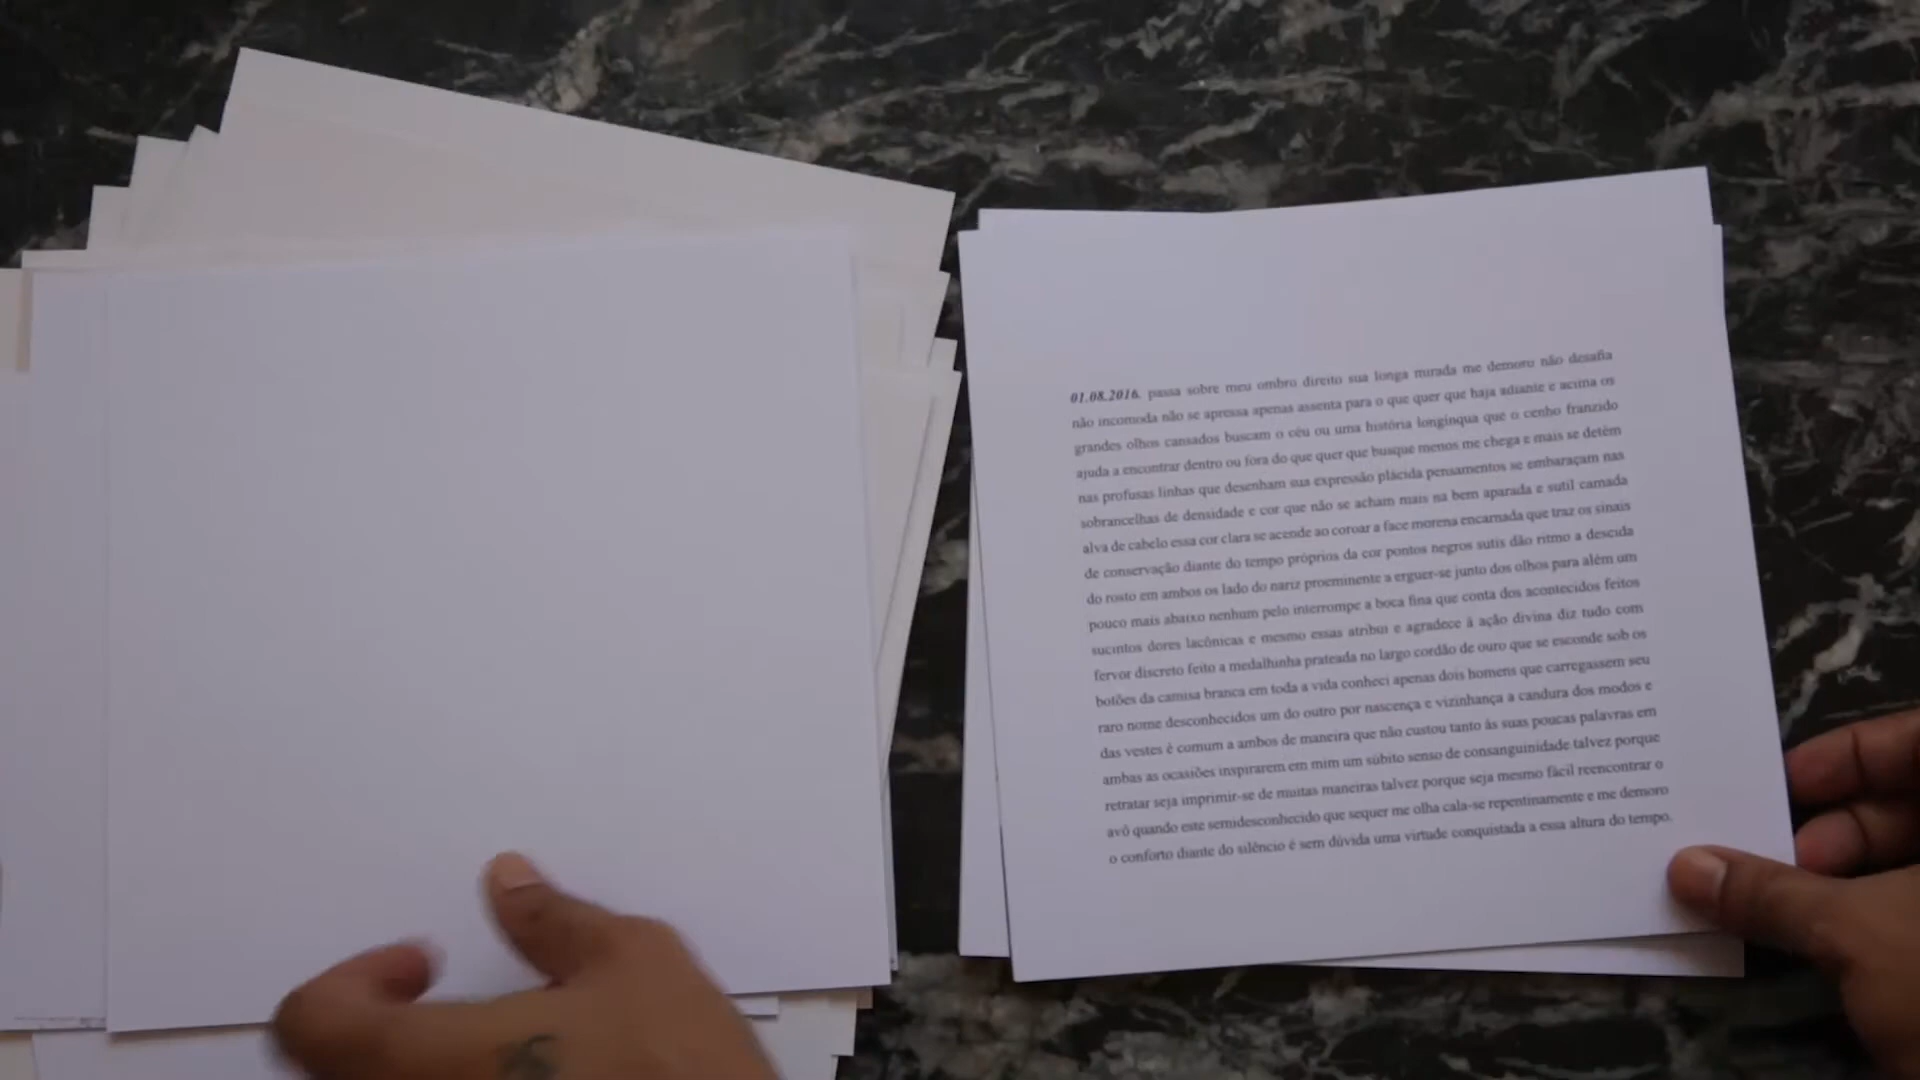 01.08.2016. passa sobre meu ombro direito sua longa mirada me demoro não desafia
não incomoda não se apressa apenas assenta para o que quer que haja adiante e acima os
grandes olhos cansados buscam o céu ou uma história longínqua que o cenho franzido
ajuda a encontrar dentro ou fora do que quer que busque menos me chega e mais se detém
nas profusas linhas que desenham sua expressão plácida pensamentos se embaraçam nas
sobrancelhas de densidade e cor que não se acham mais na bem aparada e sutil camada
alva de cabelo essa cor clara se acende ao coroar a face morena encarnada que traz os sinais
de conservação diante do tempo próprios da cor pontos negros sutis dão ritmo a descida
do rosto em ambos os lado do nariz proeminente a erguer-se junto dos olhos para além um
pouco mais abaixo nenhum pelo interrompe a boca fina que conta dos acontecidos feitos
sucintos dores lacônicas e mesmo essas atribui e agradece à ação divina diz tudo com
fervor discreto feito a medalhinha prateada no largo cordão de ouro que se esconde sob os
botões da camisa branca em toda a vida conheci apenas dois homens que carregassem seu
raro nome desconhecidos um do outro por nascença e vizinhança a candura dos modos e
das vestes é comum a ambos de maneira que não custou tanto às suas poucas palavras em
ambas as ocasiões inspirarem em mim um súbito senso de consanguinidade talvez porque
retratar seja imprimir-se de muitas maneiras talvez porque seja mesmo fácil reencontrar o
avô quando este semidesconhecido que sequer me olha cala-se repentinamente e me demoro
o conforto diante do silêncio é sem dúvida uma virtude conquistada a essa altura do tempo.